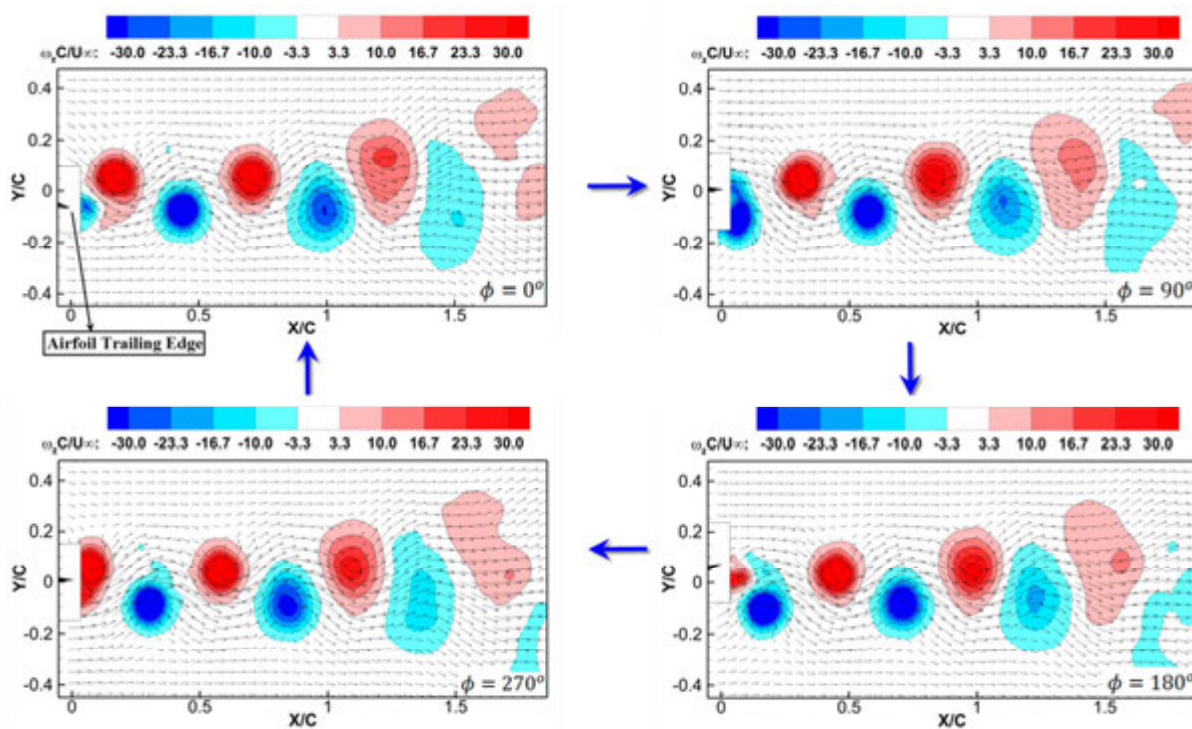 ω_zC/U∞: -30.0 -23.3 -16.7 -10.0 -3.3 3.3 10.0 16.7 23.3 30.0
Y/C
0.4
0.2
0
-0.2
-0.4
0 0.5 1 1.5
X/C
ϕ = 0°
Airfoil Trailing Edge
ω_zC/U∞: -30.0 -23.3 -16.7 -10.0 -3.3 3.3 10.0 16.7 23.3 30.0
Y/C
0.4
0.2
0
-0.2
-0.4
0 0.5 1 1.5
X/C
ϕ = 90°
ω_zC/U∞: -30.0 -23.3 -16.7 -10.0 -3.3 3.3 10.0 16.7 23.3 30.0
Y/C
0.4
0.2
0
-0.2
-0.4
0 0.5 1 1.5
X/C
ϕ = 270°
ω_zC/U∞: -30.0 -23.3 -16.7 -10.0 -3.3 3.3 10.0 16.7 23.3 30.0
Y/C
0.4
0.2
0
-0.2
-0.4
0 0.5 1 1.5
X/C
ϕ = 180°